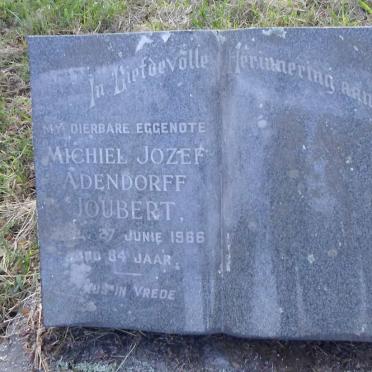 In Liefdevolle Herinnering aan
MY DIERBARE EGGENOTE
MICHIEL JOZEF
ADENDORFF
JOUBERT,
27 JUNIE 1966
84 JAAR.
IN VREDE